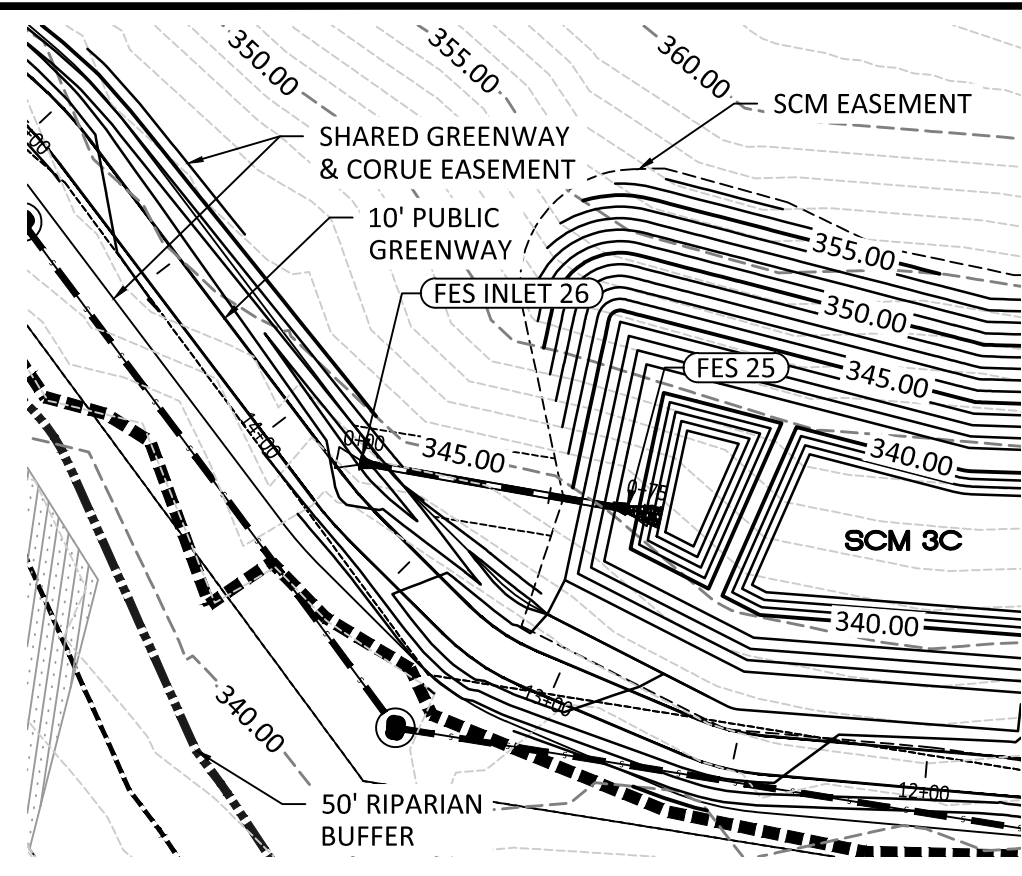 350.00
355.00
360.00
SCM EASEMENT
SHARED GREENWAY
& CORUE EASEMENT
10' PUBLIC
GREENWAY
355.00
FES INLET 26
350.00
FES 25
345.00
14+00
0+00
345.00
340.00
0+75
SCM 3C
340.00
13+00
340.00
12+00
50' RIPARIAN
BUFFER